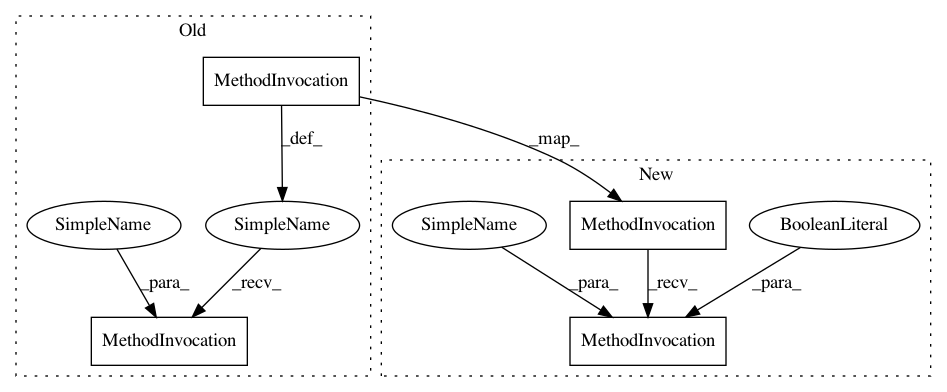 Old
MethodInvocation
_def_
_map_
New
SimpleName
SimpleName
SimpleName
MethodInvocation
BooleanLiteral
_para_
_recv_
_para_
_recv_
_para_
MethodInvocation
MethodInvocation